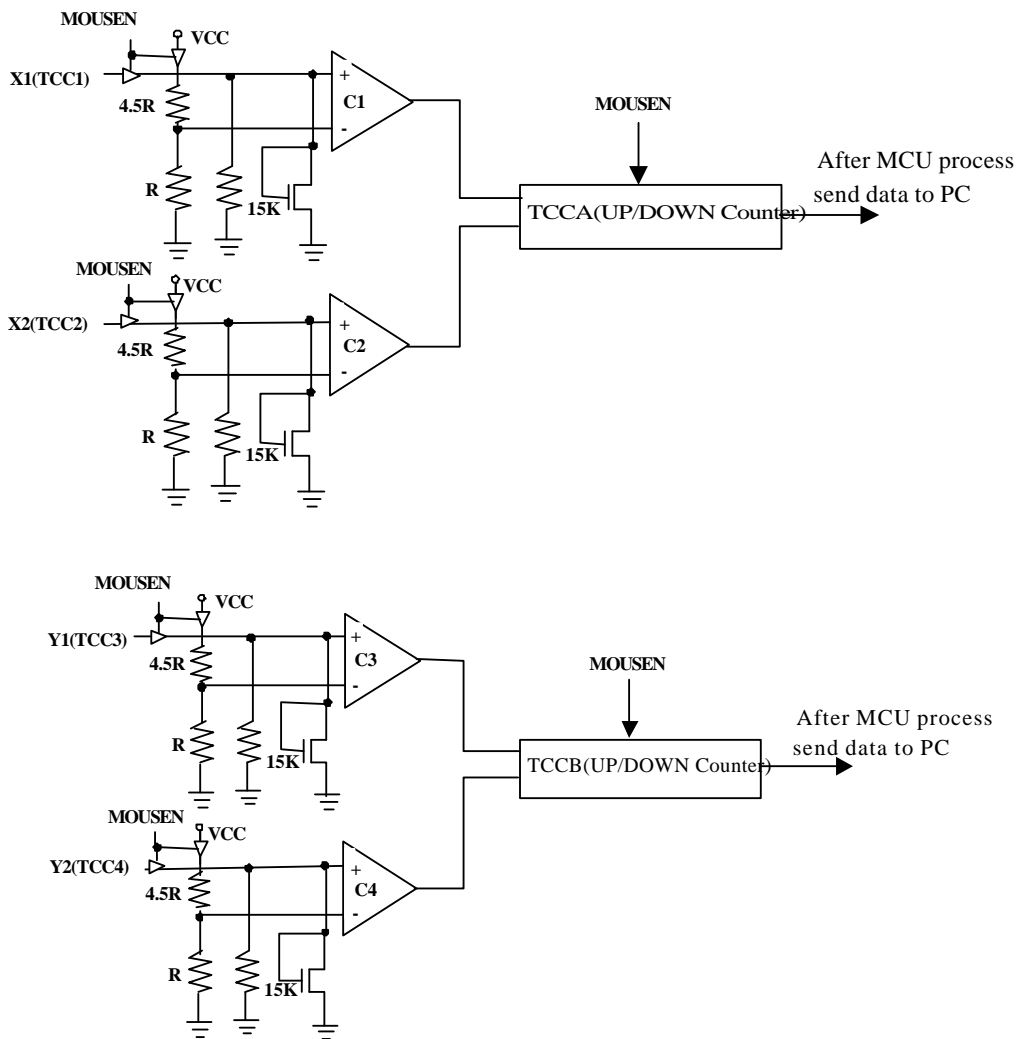 MOUSEN
VCC
X1(TCC1)
4.5R
+
C1
-
R
15K
MOUSEN
TCCA(UP/DOWN Counter)
After MCU process
send data to PC
MOUSEN
VCC
X2(TCC2)
4.5R
+
C2
-
R
15K
MOUSEN
VCC
Y1(TCC3)
4.5R
+
C3
-
R
15K
MOUSEN
TCCB(UP/DOWN Counter)
After MCU process
send data to PC
MOUSEN
VCC
Y2(TCC4)
4.5R
+
C4
-
R
15K